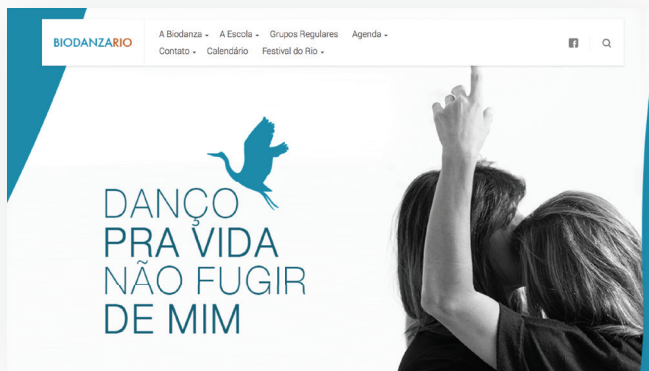 BIODANZARIO
A Biodanza A Escola Grupos Regulares Agenda
Contato Calendário Festival do Rio
DANÇO
PRA VIDA
NÃO FUGIR
DE MIM